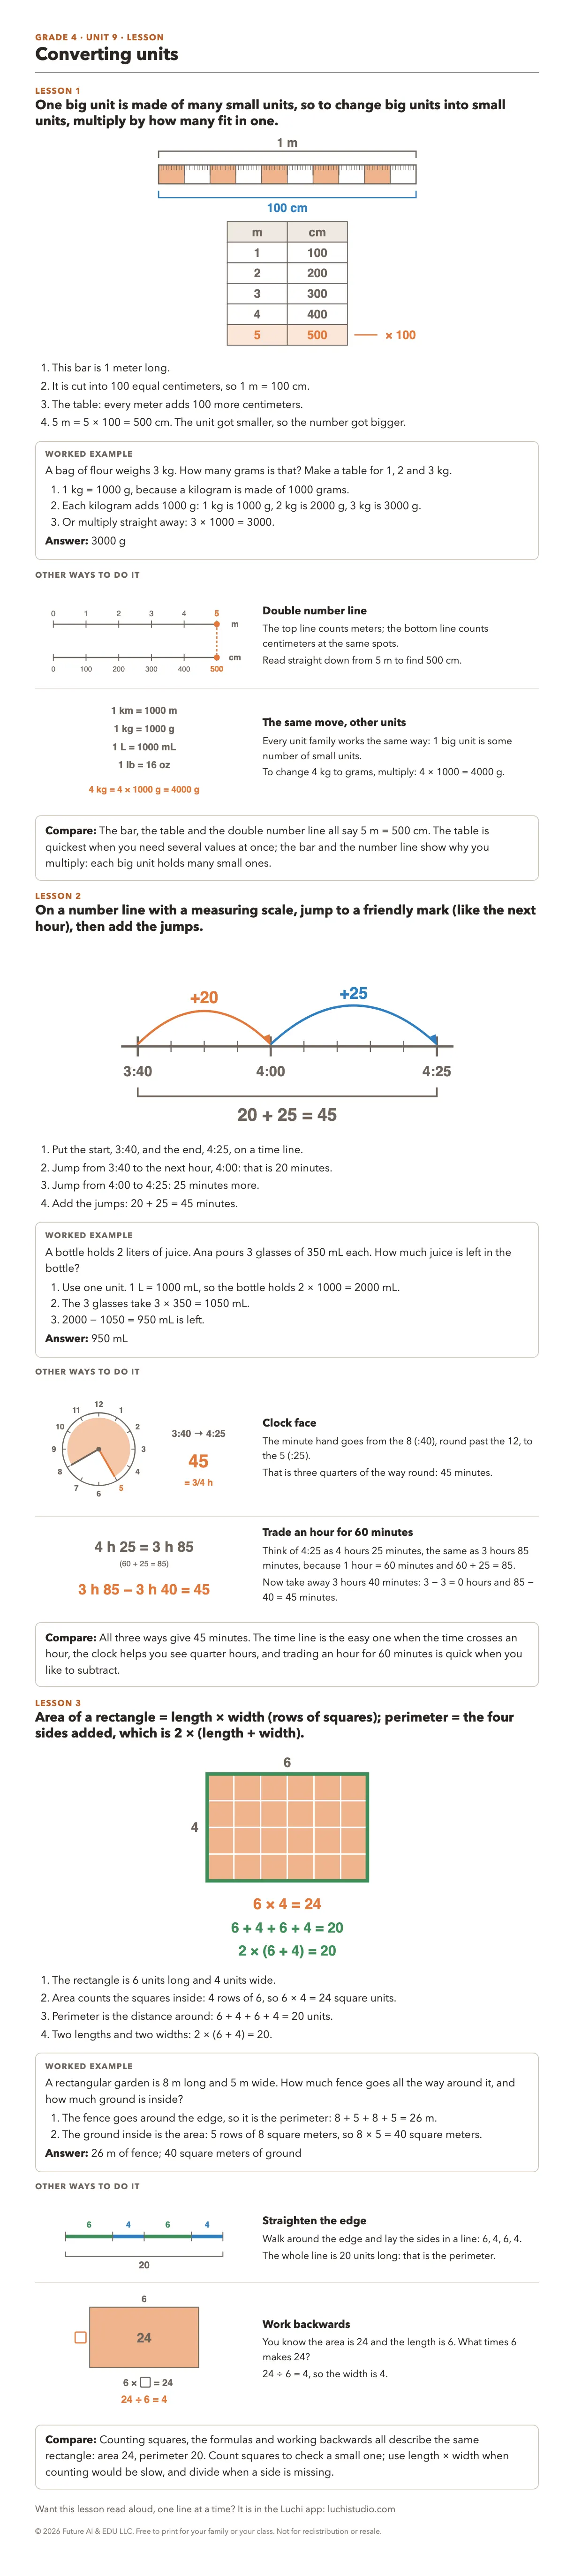 GRADE 4 · UNIT 9 · LESSON
Converting units
LESSON 1
One big unit is made of many small units, so to change big units into small
units, multiply by how many fit in one.
1 m
100 cm
m cm
1 100
2 200
3 300
4 400
5 500 × 100
1. This bar is 1 meter long.
2. It is cut into 100 equal centimeters, so 1 m = 100 cm.
3. The table: every meter adds 100 more centimeters.
4. 5 m = 5 × 100 = 500 cm. The unit got smaller, so the number got bigger.
WORKED EXAMPLE
A bag of flour weighs 3 kg. How many grams is that? Make a table for 1, 2 and 3 kg.
1. 1 kg = 1000 g, because a kilogram is made of 1000 grams.
2. Each kilogram adds 1000 g: 1 kg is 1000 g, 2 kg is 2000 g, 3 kg is 3000 g.
3. Or multiply straight away: 3 × 1000 = 3000.
Answer: 3000 g
OTHER WAYS TO DO IT
0 1 2 3 4 5
m
cm
0 100 200 300 400 500
Double number line
The top line counts meters; the bottom line counts
centimeters at the same spots.
Read straight down from 5 m to find 500 cm.
1 km = 1000 m
1 kg = 1000 g
1 L = 1000 mL
1 lb = 16 oz
4 kg = 4 × 1000 g = 4000 g
The same move, other units
Every unit family works the same way: 1 big unit is some
number of small units.
To change 4 kg to grams, multiply: 4 × 1000 = 4000 g.
Compare: The bar, the table and the double number line all say 5 m = 500 cm. The table is
quickest when you need several values at once; the bar and the number line show why you
multiply: each big unit holds many small ones.
LESSON 2
On a number line with a measuring scale, jump to a friendly mark (like the next
hour), then add the jumps.
+20
+25
3:40 4:00 4:25
20 + 25 = 45
1. Put the start, 3:40, and the end, 4:25, on a time line.
2. Jump from 3:40 to the next hour, 4:00: that is 20 minutes.
3. Jump from 4:00 to 4:25: 25 minutes more.
4. Add the jumps: 20 + 25 = 45 minutes.
WORKED EXAMPLE
A bottle holds 2 liters of juice. Ana pours 3 glasses of 350 mL each. How much juice is left in the
bottle?
1. Use one unit. 1 L = 1000 mL, so the bottle holds 2 × 1000 = 2000 mL.
2. The 3 glasses take 3 × 350 = 1050 mL.
3. 2000 − 1050 = 950 mL is left.
Answer: 950 mL
OTHER WAYS TO DO IT
12
11 1
10 2
9 3
8 4
7 5
6
3:40 → 4:25
45
= 3/4 h
Clock face
The minute hand goes from the 8 (:40), round past the 12, to
the 5 (:25).
That is three quarters of the way round: 45 minutes.
4 h 25 = 3 h 85
(60 + 25 = 85)
3 h 85 − 3 h 40 = 45
Trade an hour for 60 minutes
Think of 4:25 as 4 hours 25 minutes, the same as 3 hours 85
minutes, because 1 hour = 60 minutes and 60 + 25 = 85.
Now take away 3 hours 40 minutes: 3 − 3 = 0 hours and 85 −
40 = 45 minutes.
Compare: All three ways give 45 minutes. The time line is the easy one when the time crosses an
hour, the clock helps you see quarter hours, and trading an hour for 60 minutes is quick when you
like to subtract.
LESSON 3
Area of a rectangle = length × width (rows of squares); perimeter = the four
sides added, which is 2 × (length + width).
6
4
6 × 4 = 24
6 + 4 + 6 + 4 = 20
2 × (6 + 4) = 20
1. The rectangle is 6 units long and 4 units wide.
2. Area counts the squares inside: 4 rows of 6, so 6 × 4 = 24 square units.
3. Perimeter is the distance around: 6 + 4 + 6 + 4 = 20 units.
4. Two lengths and two widths: 2 × (6 + 4) = 20.
WORKED EXAMPLE
A rectangular garden is 8 m long and 5 m wide. How much fence goes all the way around it, and
how much ground is inside?
1. The fence goes around the edge, so it is the perimeter: 8 + 5 + 8 + 5 = 26 m.
2. The ground inside is the area: 5 rows of 8 square meters, so 8 × 5 = 40 square meters.
Answer: 26 m of fence; 40 square meters of ground
OTHER WAYS TO DO IT
6 4 6 4
20
Straighten the edge
Walk around the edge and lay the sides in a line: 6, 4, 6, 4.
The whole line is 20 units long: that is the perimeter.
6
24
6 × □ = 24
24 ÷ 6 = 4
Work backwards
You know the area is 24 and the length is 6. What times 6
makes 24?
24 ÷ 6 = 4, so the width is 4.
Compare: Counting squares, the formulas and working backwards all describe the same
rectangle: area 24, perimeter 20. Count squares to check a small one; use length × width when
counting would be slow, and divide when a side is missing.
Want this lesson read aloud, one line at a time? It is in the Luchi app: luchistudio.com
© 2026 Future AI & EDU LLC. Free to print for your family or your class. Not for redistribution or resale.